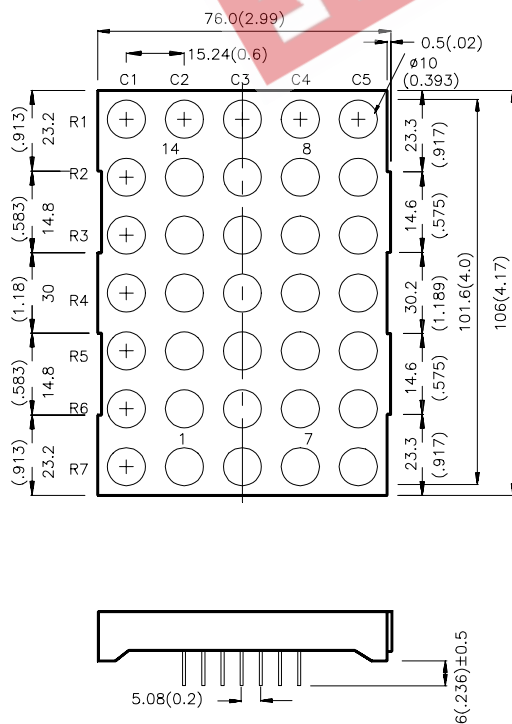 76.0(2.99)
15.24(0.6)
0.5(.02)
ø10
(0.393)
C1 C2 C3 C4 C5
R1
R2
R3
R4
R5
R6
R7
14 8
1 7
(.913) 23.2
(.583) 14.8
(1.18) 30
(.583) 14.8
(.913) 23.2
23.3 (.917)
14.6 (.575)
30.2 (1.189)
14.6 (.575)
23.3 (.917)
101.6(4.0)
106(4.17)
5.08(0.2)
6(.236)±0.5